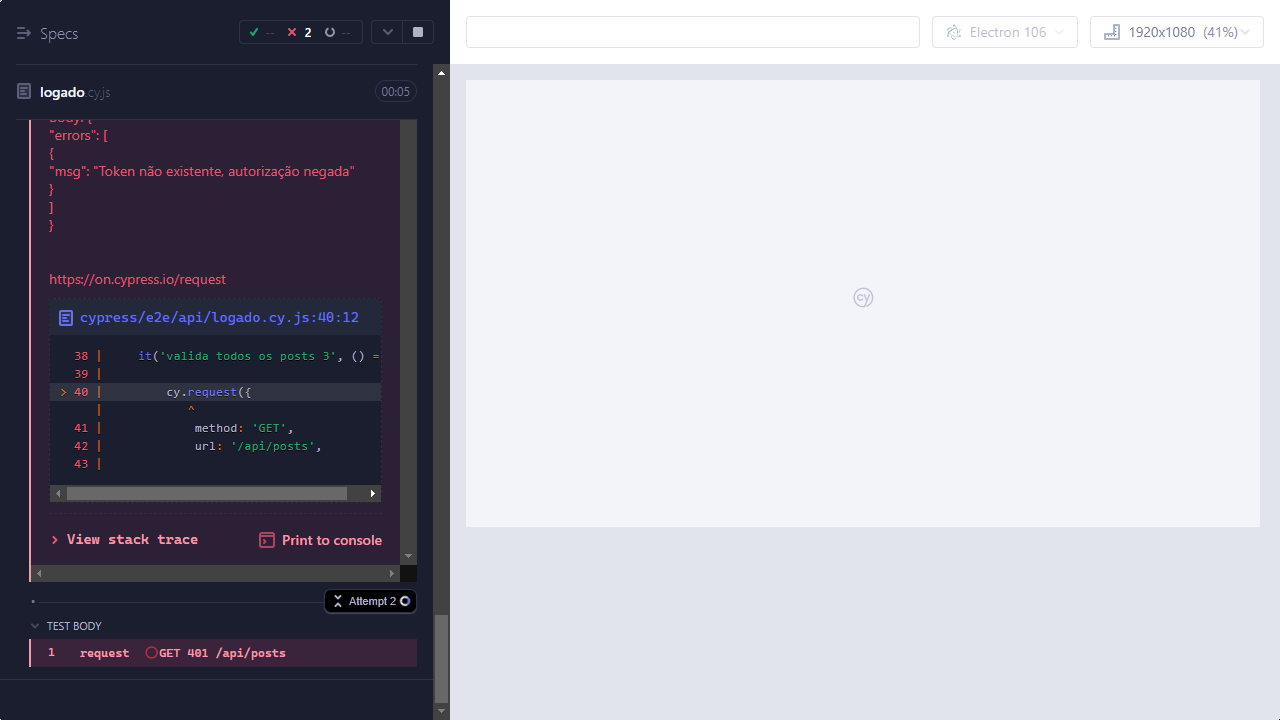 Specs
-- 2 --
Electron 106
1920x1080 (41%)
logado.cy.js
00:05
body: {
"errors": [
{
"msg": "Token não existente, autorização negada"
}
]
}
https://on.cypress.io/request
cypress/e2e/api/logado.cy.js:40:12
38 | it('valida todos os posts 3', () =
39 |
> 40 | cy.request({
| ^
41 | method: 'GET',
42 | url: '/api/posts',
43 |
View stack trace
Print to console
Attempt 2
TEST BODY
1 request GET 401 /api/posts
cy